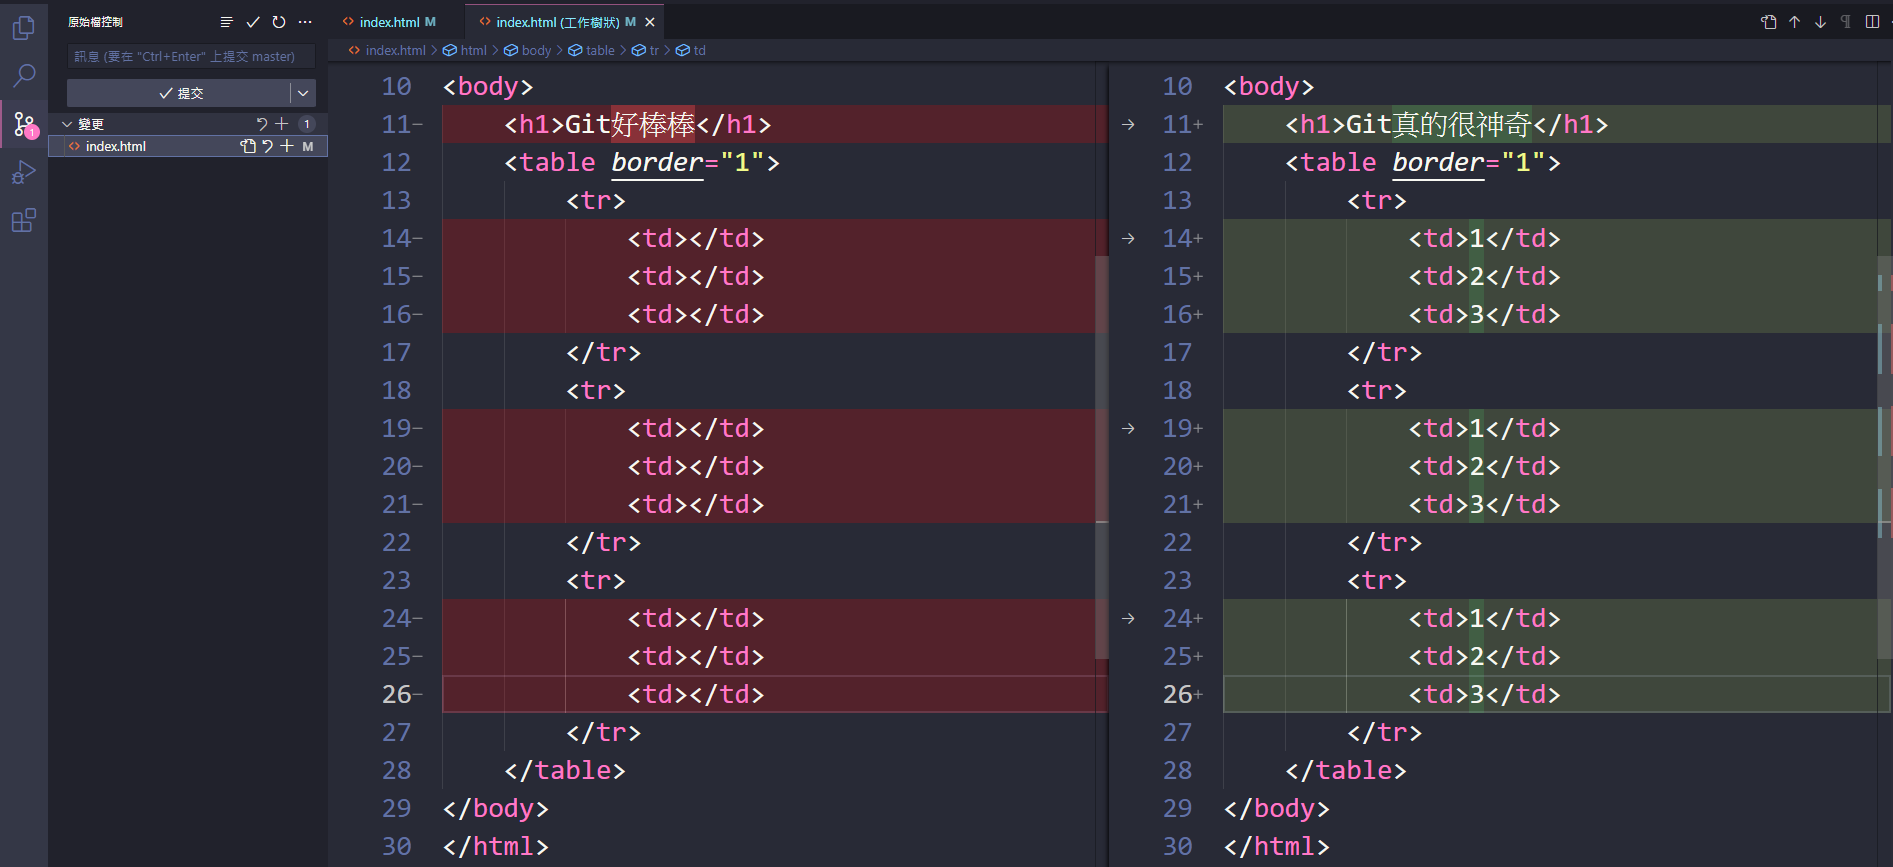 原始檔控制
訊息 (要在 "Ctrl+Enter" 上提交 master)
提交
變更 1
index.html M
1
index.html M
index.html (工作樹狀) M
index.html > html > body > table > tr > td
10 <body>
11− <h1>Git好棒棒</h1>
12 <table border="1">
13 <tr>
14− <td></td>
15− <td></td>
16− <td></td>
17 </tr>
18 <tr>
19− <td></td>
20− <td></td>
21− <td></td>
22 </tr>
23 <tr>
24− <td></td>
25− <td></td>
26− <td></td>
27 </tr>
28 </table>
29 </body>
30 </html>
10 <body>
11+ <h1>Git真的很神奇</h1>
12 <table border="1">
13 <tr>
14+ <td>1</td>
15+ <td>2</td>
16+ <td>3</td>
17 </tr>
18 <tr>
19+ <td>1</td>
20+ <td>2</td>
21+ <td>3</td>
22 </tr>
23 <tr>
24+ <td>1</td>
25+ <td>2</td>
26+ <td>3</td>
27 </tr>
28 </table>
29 </body>
30 </html>